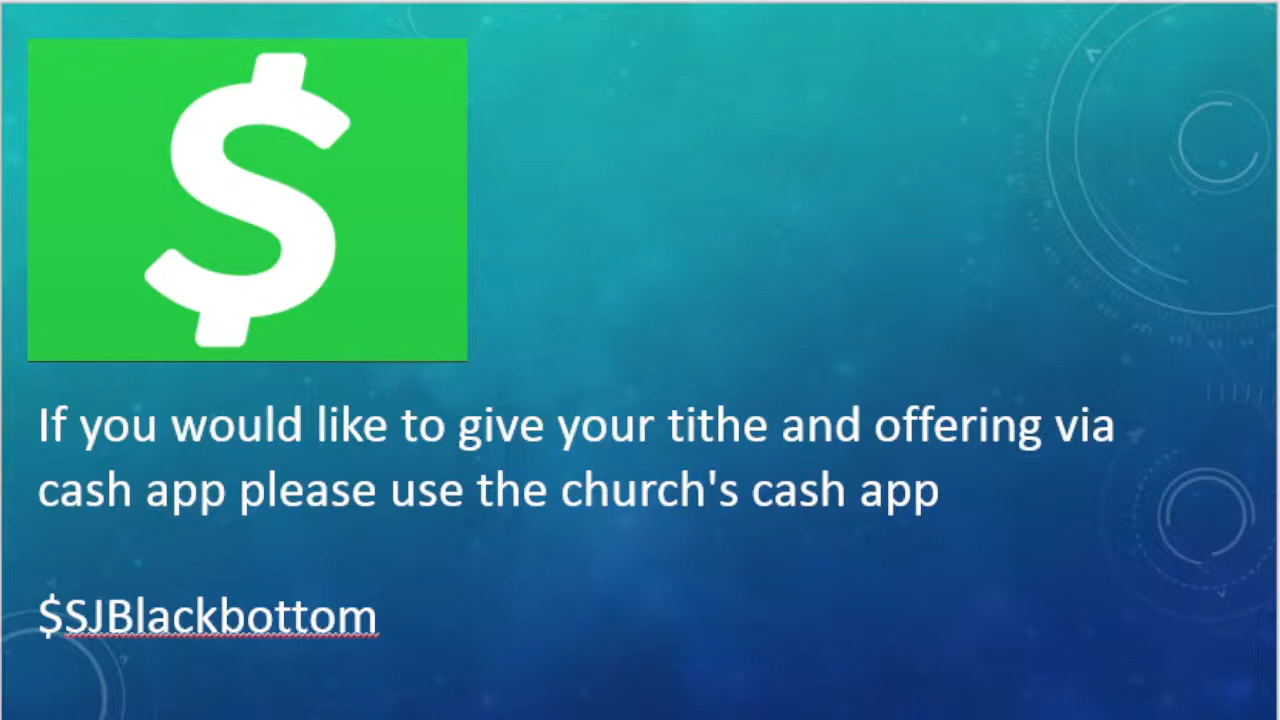 $
If you would like to give your tithe and offering via
cash app please use the church's cash app
$SJBlackbottom